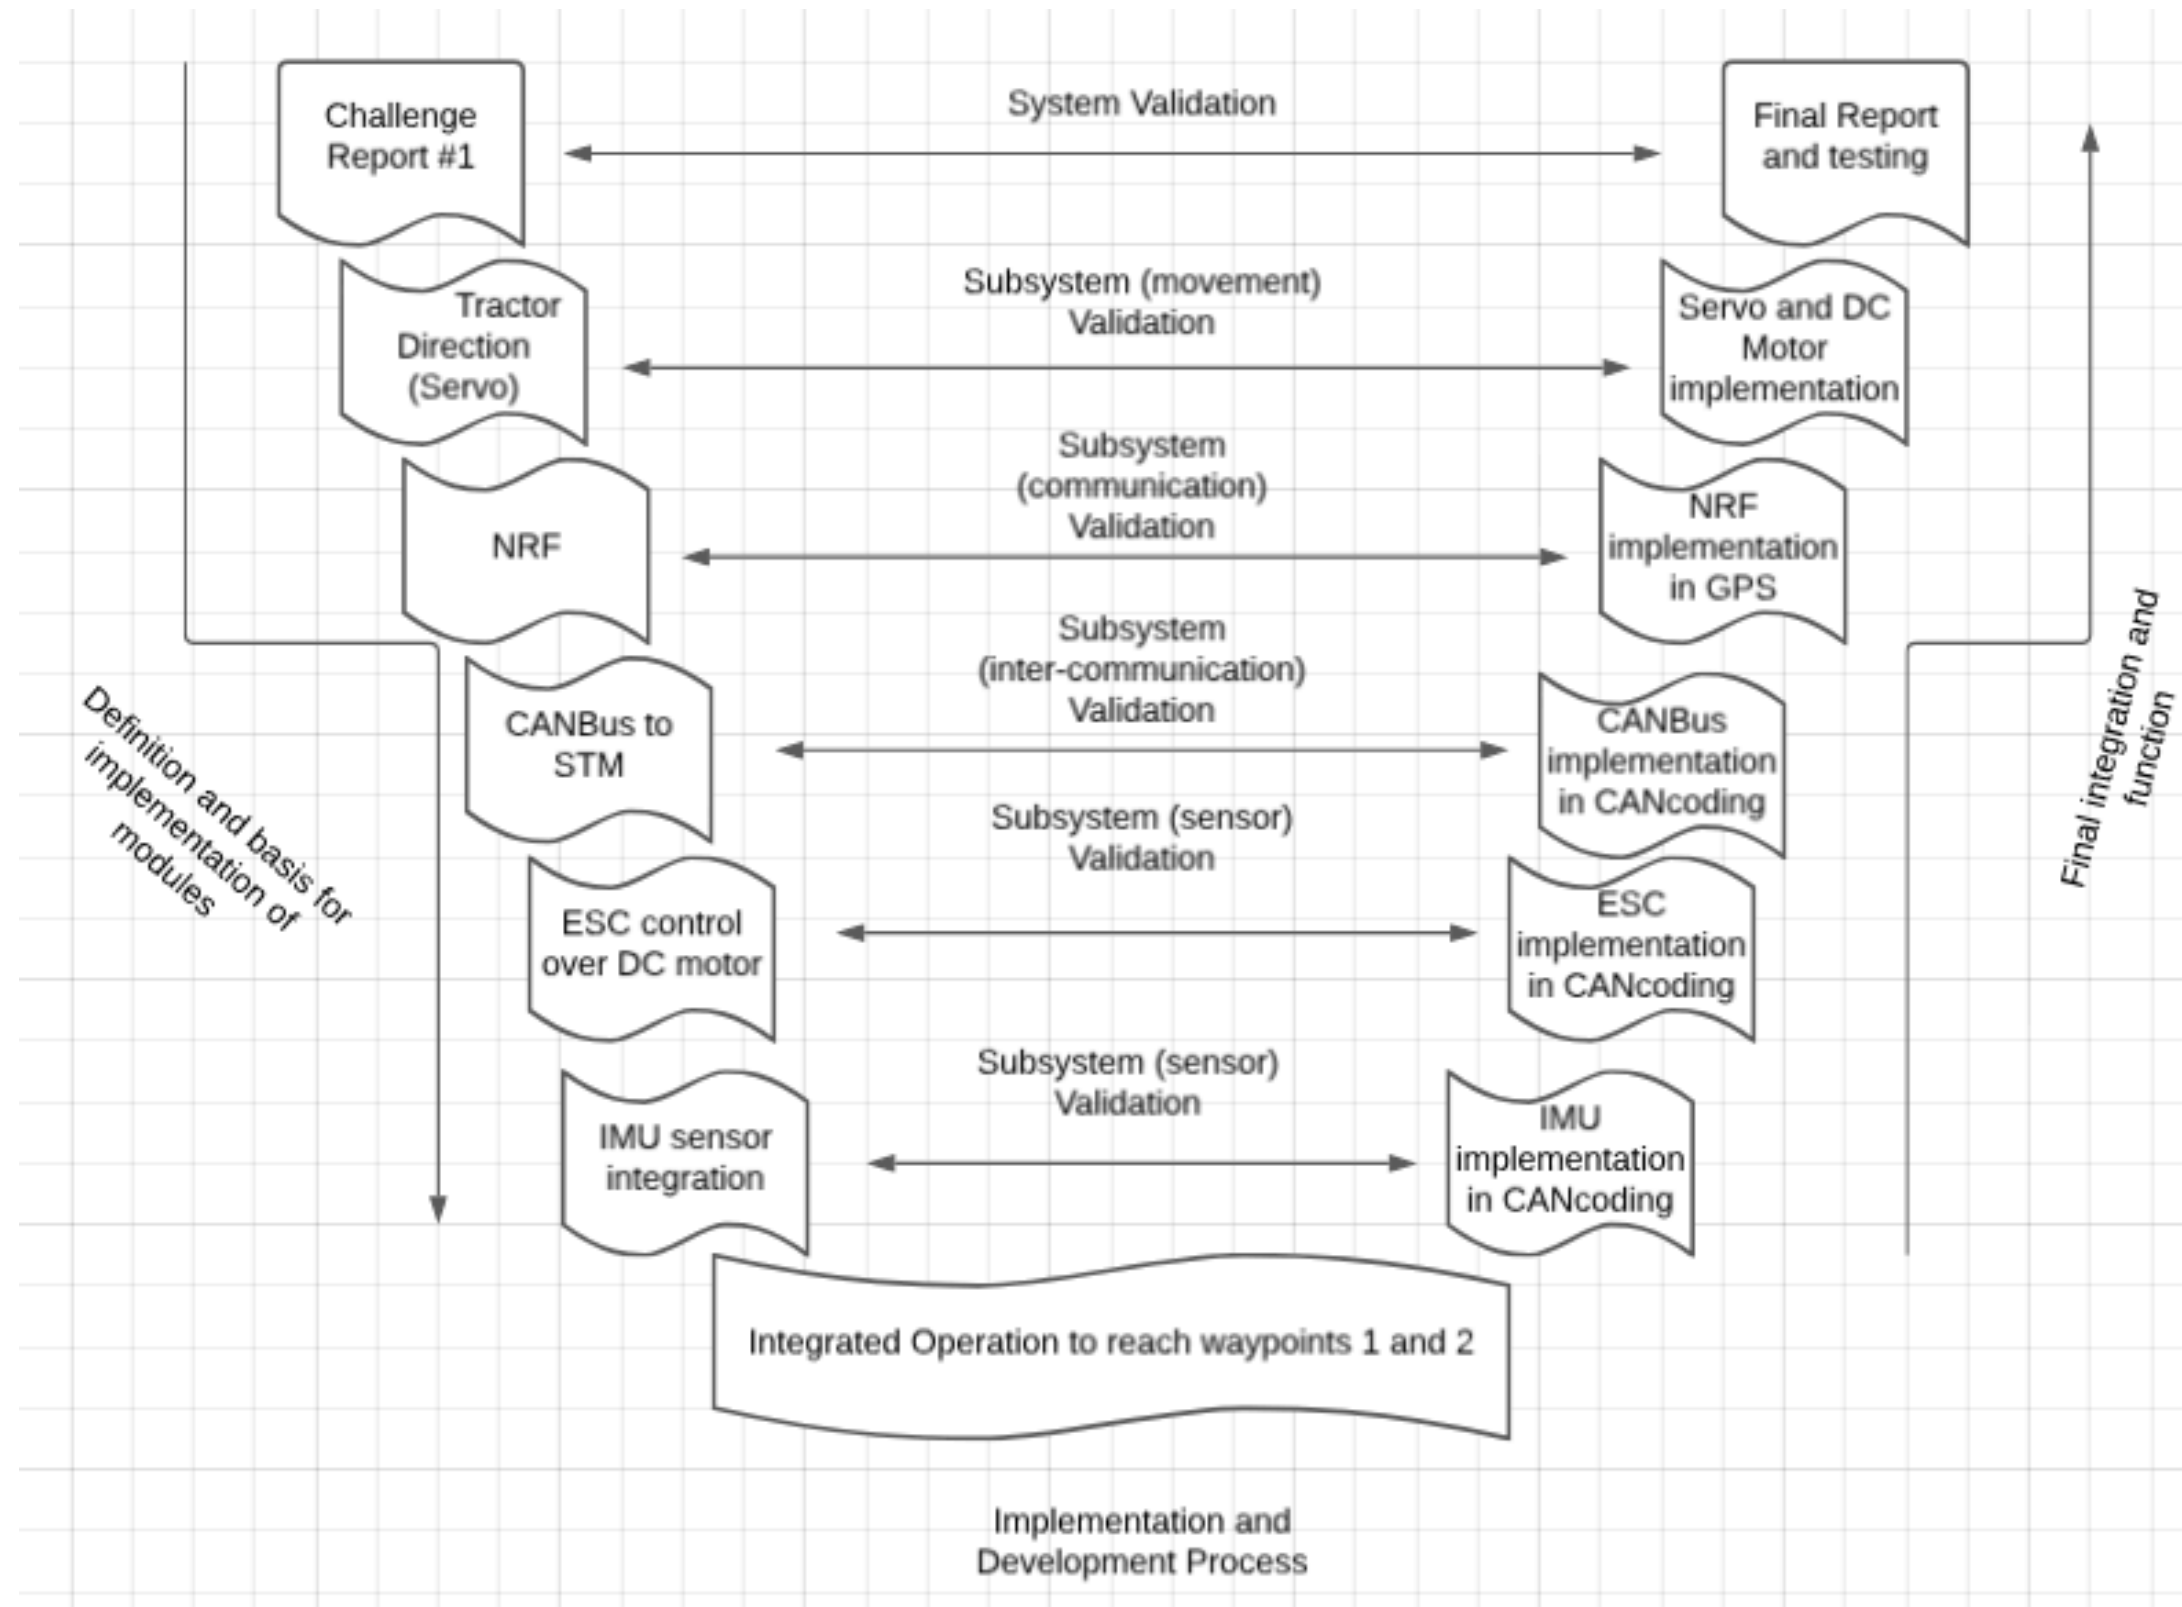 Challenge
Report #1
System Validation
Final Report
and testing
Tractor
Direction
(Servo)
Subsystem (movement)
Validation
Servo and DC
Motor
implementation
NRF
Subsystem
(communication)
Validation
NRF
implementation
in GPS
CANBus to
STM
Subsystem
(inter-communication)
Validation
CANBus
implementation
in CANcoding
Definition and basis for
implementation of
modules
Final integration and
function
ESC control
over DC motor
Subsystem (sensor)
Validation
ESC
implementation
in CANcoding
IMU sensor
integration
Subsystem (sensor)
Validation
IMU
implementation
in CANcoding
Integrated Operation to reach waypoints 1 and 2
Implementation and
Development Process